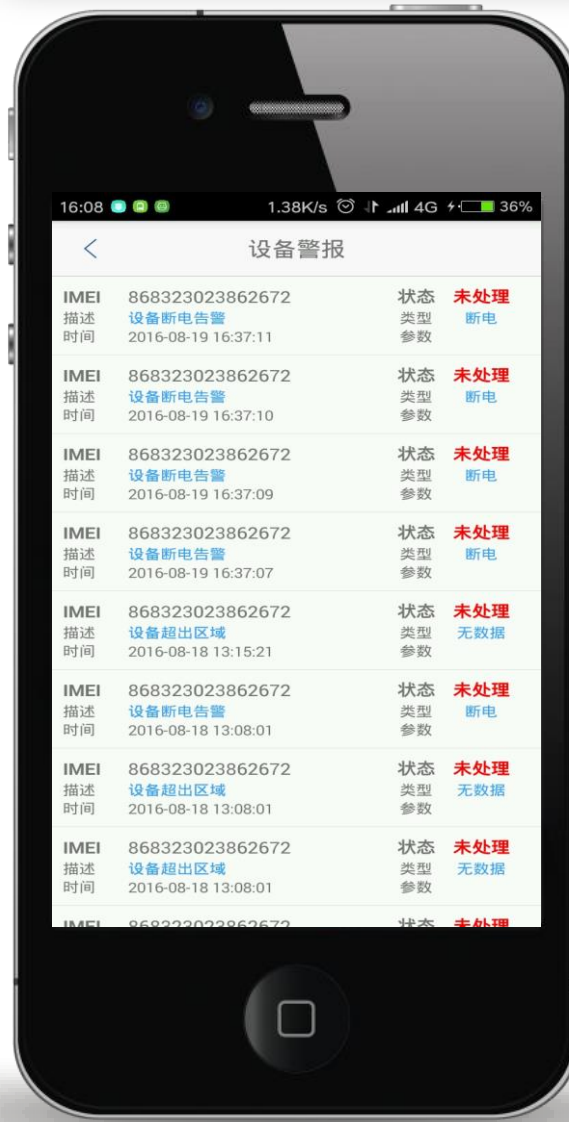 16:08 1.38K/s 4G 36%
设备警报
IMEI 868323023862672 状态 未处理
描述 设备断电告警 类型 断电
时间 2016-08-19 16:37:11 参数
IMEI 868323023862672 状态 未处理
描述 设备断电告警 类型 断电
时间 2016-08-19 16:37:10 参数
IMEI 868323023862672 状态 未处理
描述 设备断电告警 类型 断电
时间 2016-08-19 16:37:09 参数
IMEI 868323023862672 状态 未处理
描述 设备断电告警 类型 断电
时间 2016-08-19 16:37:07 参数
IMEI 868323023862672 状态 未处理
描述 设备超出区域 类型 无数据
时间 2016-08-18 13:15:21 参数
IMEI 868323023862672 状态 未处理
描述 设备断电告警 类型 断电
时间 2016-08-18 13:08:01 参数
IMEI 868323023862672 状态 未处理
描述 设备超出区域 类型 无数据
时间 2016-08-18 13:08:01 参数
IMEI 868323023862672 状态 未处理
描述 设备超出区域 类型 无数据
时间 2016-08-18 13:08:01 参数
IMEI 868323023862672 状态 未处理